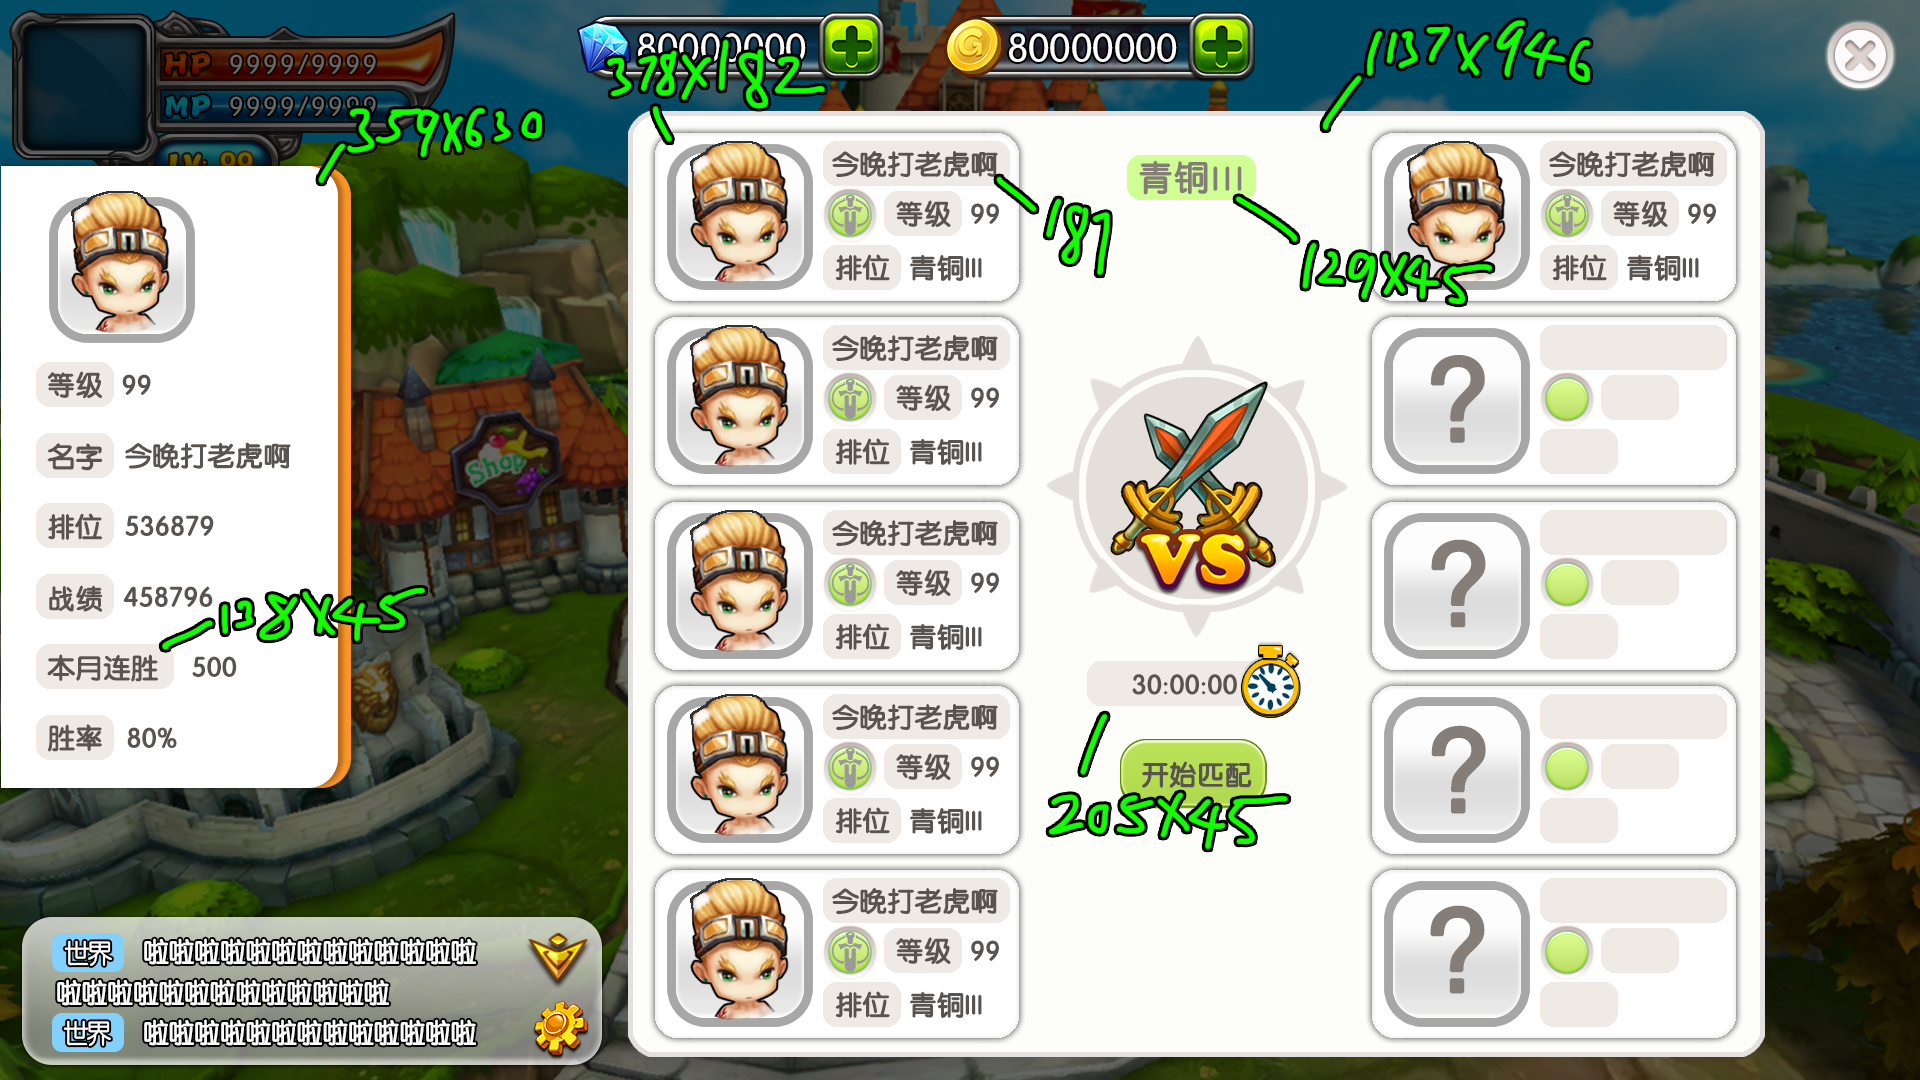 HP 9999/9999
MP 9999/9999
LV. 99
80000000
80000000
378X182
1137X946
359X630
等级 99
名字 今晚打老虎啊
排位 536879
战绩 458796
138X45
本月连胜 500
胜率 80%
Shop
今晚打老虎啊
等级 99
排位 青铜III
187
今晚打老虎啊
等级 99
排位 青铜III
今晚打老虎啊
等级 99
排位 青铜III
今晚打老虎啊
等级 99
排位 青铜III
今晚打老虎啊
等级 99
排位 青铜III
青铜III
129X45
VS
30:00:00
开始匹配
205X45
今晚打老虎啊
等级 99
排位 青铜III
?
?
?
?
世界 啦啦啦啦啦啦啦啦啦啦啦啦啦
啦啦啦啦啦啦啦啦啦啦啦啦啦
世界 啦啦啦啦啦啦啦啦啦啦啦啦啦